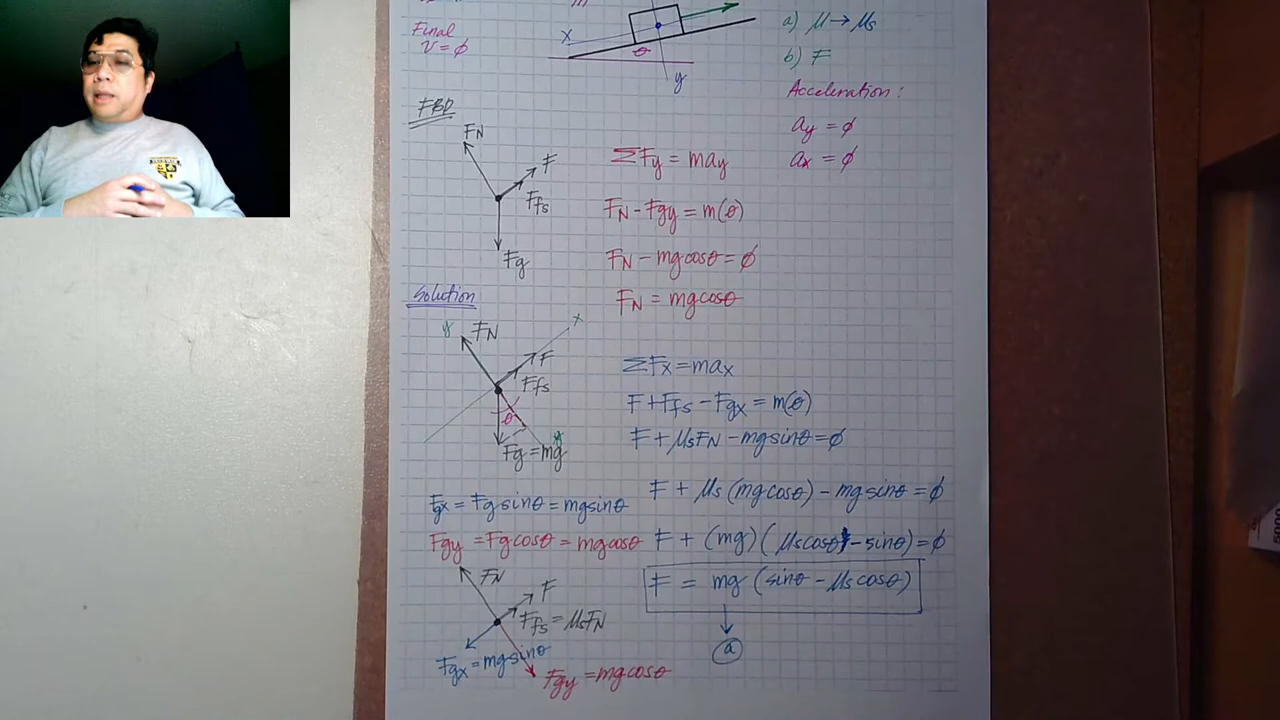 m
Final
v = ϕ
x
θ
y
a) μ → μs
b) F
Acceleration:
ay = ϕ
ax = ϕ
FBD
FN
F
Ffs
Fg
ΣFy = may
FN - Fgy = m(ϕ)
FN - mgcosθ = ϕ
FN = mgcosθ
Solution
y
FN
x
F
Ffs
θ
Fg = mg
ΣFx = max
F + Ffs - Fgx = m(ϕ)
F + μsFN - mgsinθ = ϕ
F + μs (mgcosθ) - mgsinθ = ϕ
F + (mg) (μscosθ - sinθ) = ϕ
F = mg (sinθ - μscosθ)
a
Fgx = Fgsinθ = mgsinθ
Fgy = Fgcosθ = mgcosθ
FN
F
Ffs = μsFN
Fgx = mgsinθ
Fgy = mgcosθ